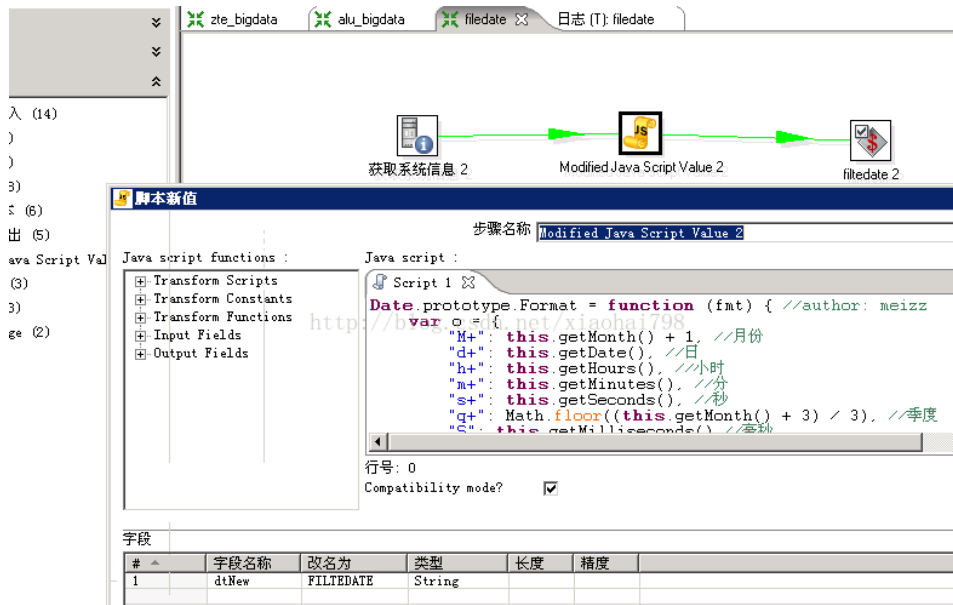 zte_bigdata alu_bigdata filedate 日志 (T): filedate
入 (14)
)
)
3)
(6)
出 (5)
ava Script Val
(3)
3)
ge (2)
获取系统信息 2
Modified Java Script Value 2
filtedate 2
脚本新值
步骤名称 Modified Java Script Value 2
Java script functions :
Java script :
Transform Scripts
Transform Constants
Transform Functions
Input Fields
Output Fields
Script 1
Date.prototype.Format = function (fmt) { //author: meizz
var o = {
"M+": this.getMonth() + 1, //月份
"d+": this.getDate(), //日
"h+": this.getHours(), //小时
"m+": this.getMinutes(), //分
"s+": this.getSeconds(), //秒
"q+": Math.floor((this.getMonth() + 3) / 3), //季度
"S": this.getMilliseconds() //毫秒
http://blog.csdn.net/xiaohai798
行号: 0
Compatibility mode?
字段
# 字段名称 改名为 类型 长度 精度
1 dtNew FILTEDATE String